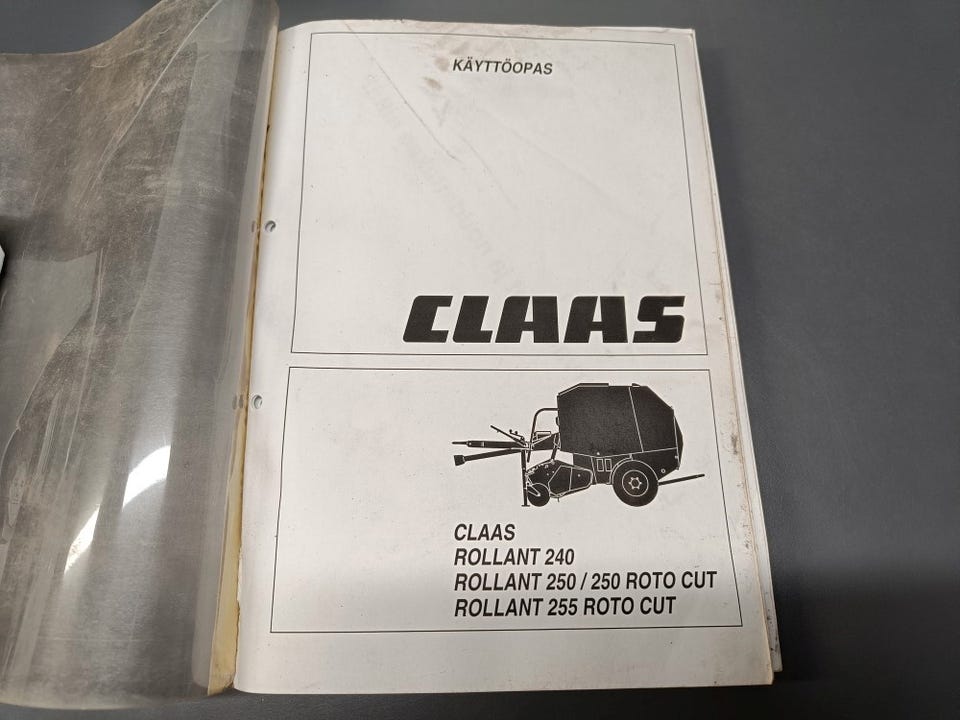 KÄYTTÖOPAS
CLAAS
CLAAS
ROLLANT 240
ROLLANT 250 / 250 ROTO CUT
ROLLANT 255 ROTO CUT